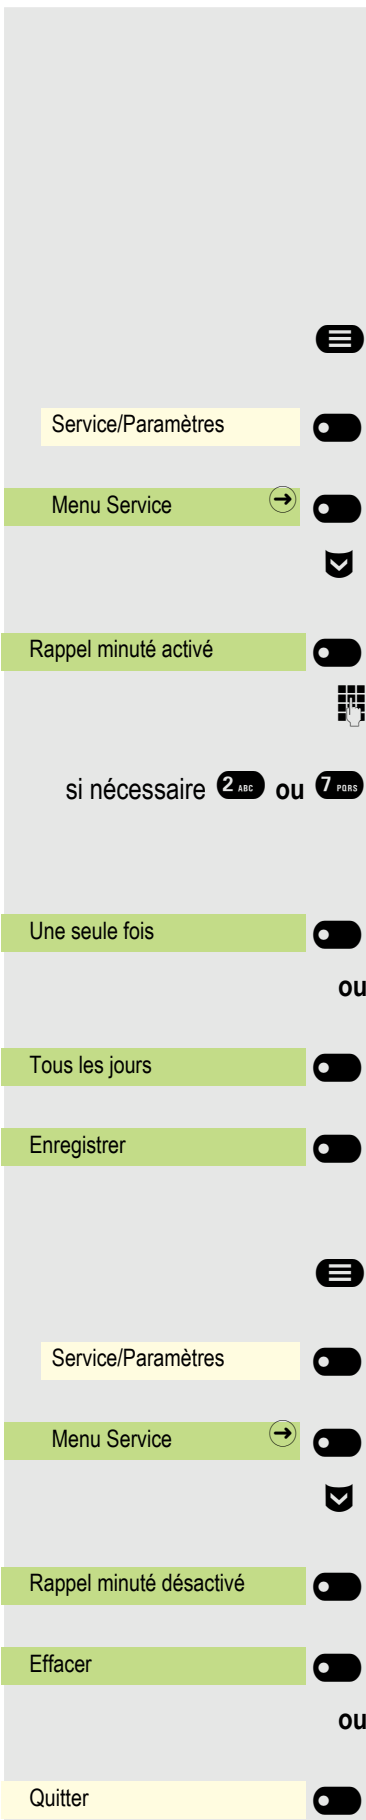 Service/Paramètres
Menu Service
Rappel minuté activé
si nécessaire 2 ABC ou 7 PQRS
Une seule fois
ou
Tous les jours
Enregistrer
Service/Paramètres
Menu Service
Rappel minuté désactivé
Effacer
ou
Quitter